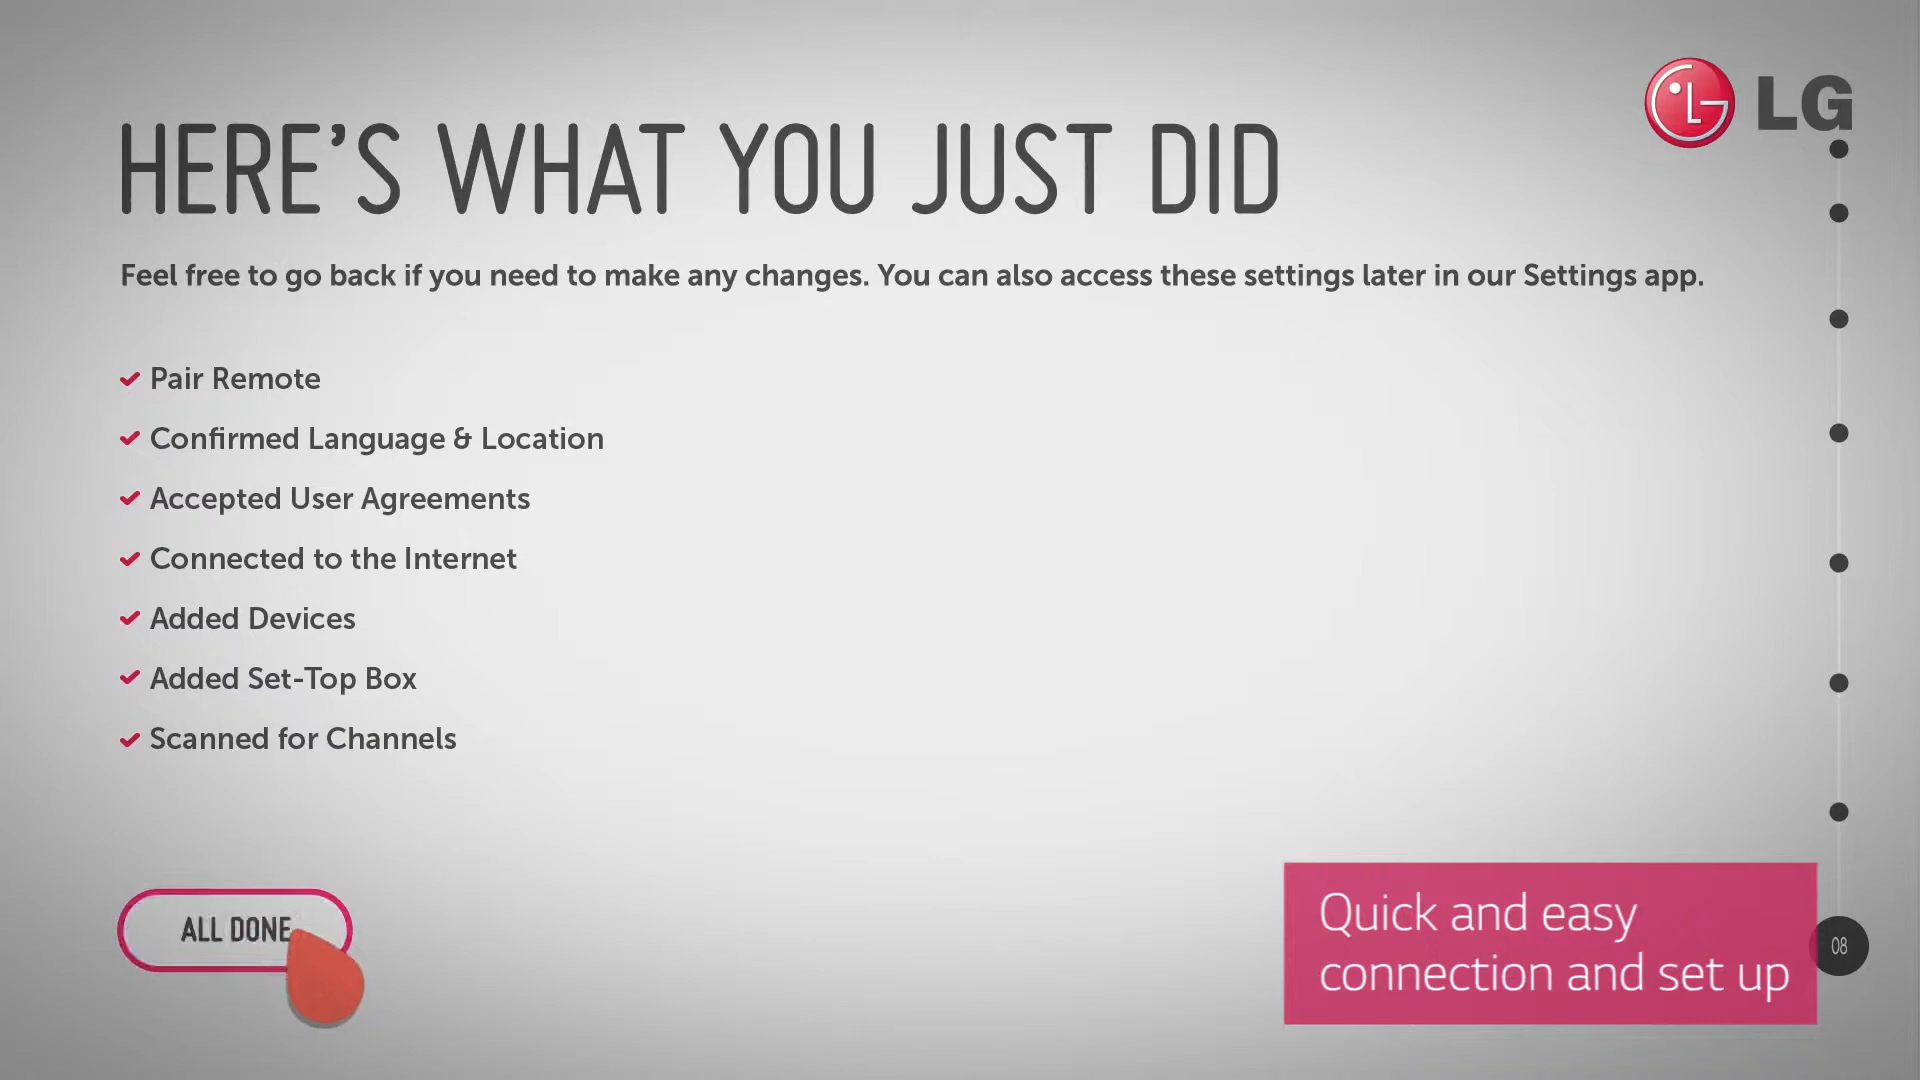 LG
HERE'S WHAT YOU JUST DID
Feel free to go back if you need to make any changes. You can also access these settings later in our Settings app.
Pair Remote
Confirmed Language & Location
Accepted User Agreements
Connected to the Internet
Added Devices
Added Set-Top Box
Scanned for Channels
ALL DONE
Quick and easy
connection and set up
08